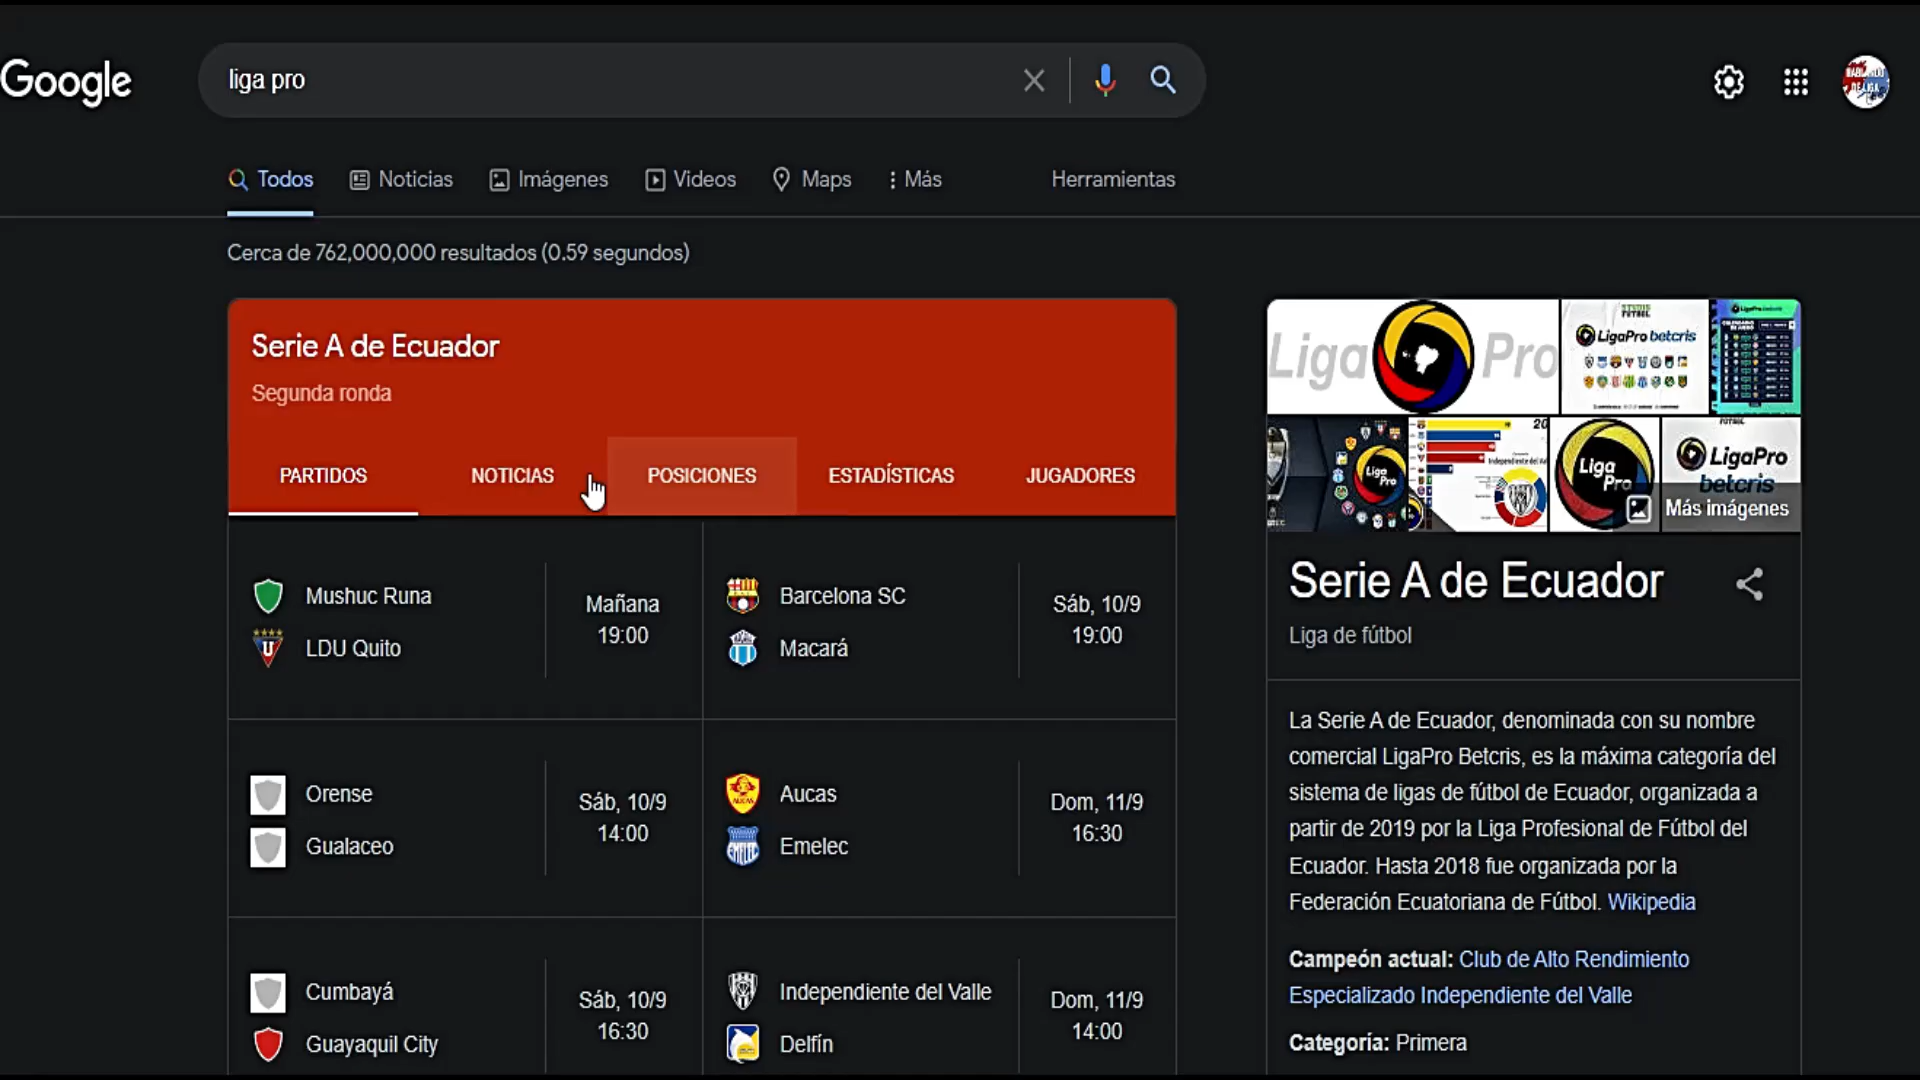 Google
liga pro
Todos
Noticias
Imágenes
Videos
Maps
Más
Herramientas
Cerca de 762,000,000 resultados (0.59 segundos)
Serie A de Ecuador
Segunda ronda
PARTIDOS
NOTICIAS
POSICIONES
ESTADÍSTICAS
JUGADORES
Mushuc Runa
LDU Quito
Mañana
19:00
Barcelona SC
Macará
Sáb, 10/9
19:00
Orense
Gualaceo
Sáb, 10/9
14:00
Aucas
Emelec
Dom, 11/9
16:30
Cumbayá
Guayaquil City
Sáb, 10/9
16:30
Independiente del Valle
Delfín
Dom, 11/9
14:00
Liga Pro
LigaPro betcris
Liga
Pro
LigaPro
betcris
Más imágenes
Serie A de Ecuador
Liga de fútbol
La Serie A de Ecuador, denominada con su nombre
comercial LigaPro Betcris, es la máxima categoría del
sistema de ligas de fútbol de Ecuador, organizada a
partir de 2019 por la Liga Profesional de Fútbol del
Ecuador. Hasta 2018 fue organizada por la
Federación Ecuatoriana de Fútbol. Wikipedia
Campeón actual: Club de Alto Rendimiento
Especializado Independiente del Valle
Categoría: Primera